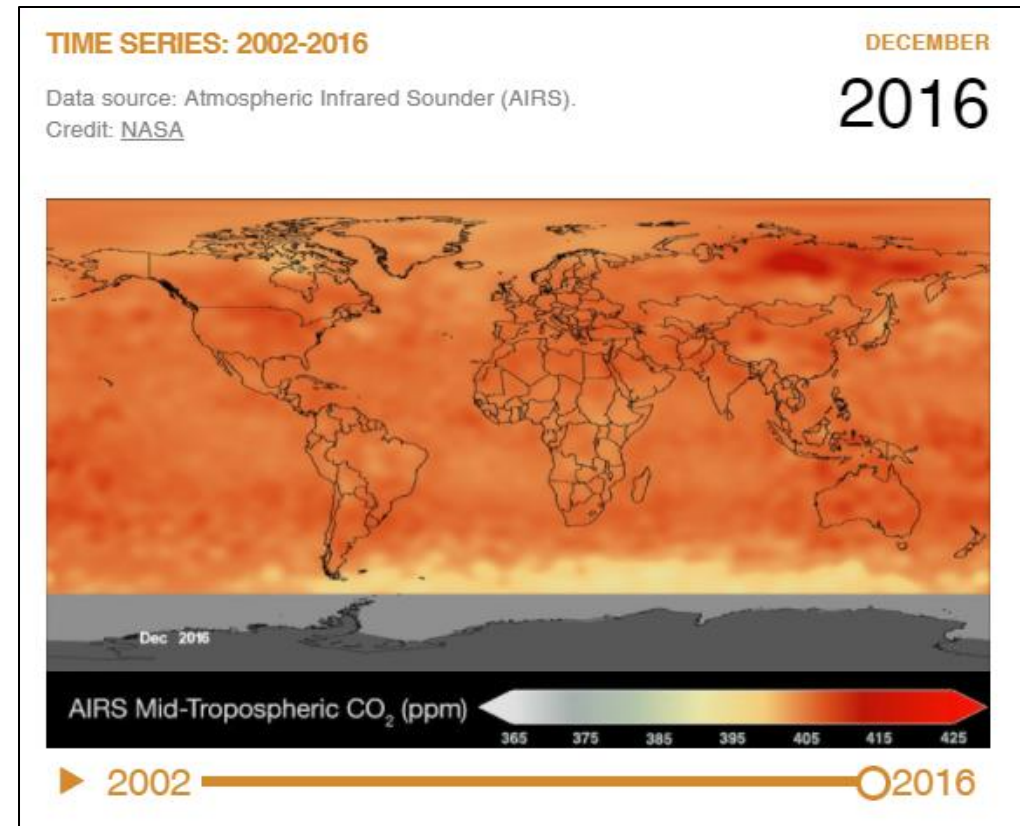 TIME SERIES: 2002-2016
DECEMBER
2016
Data source: Atmospheric Infrared Sounder (AIRS).
Credit: NASA
Dec 2016
AIRS Mid-Tropospheric CO₂ (ppm)
365 375 385 395 405 415 425
2002 2016